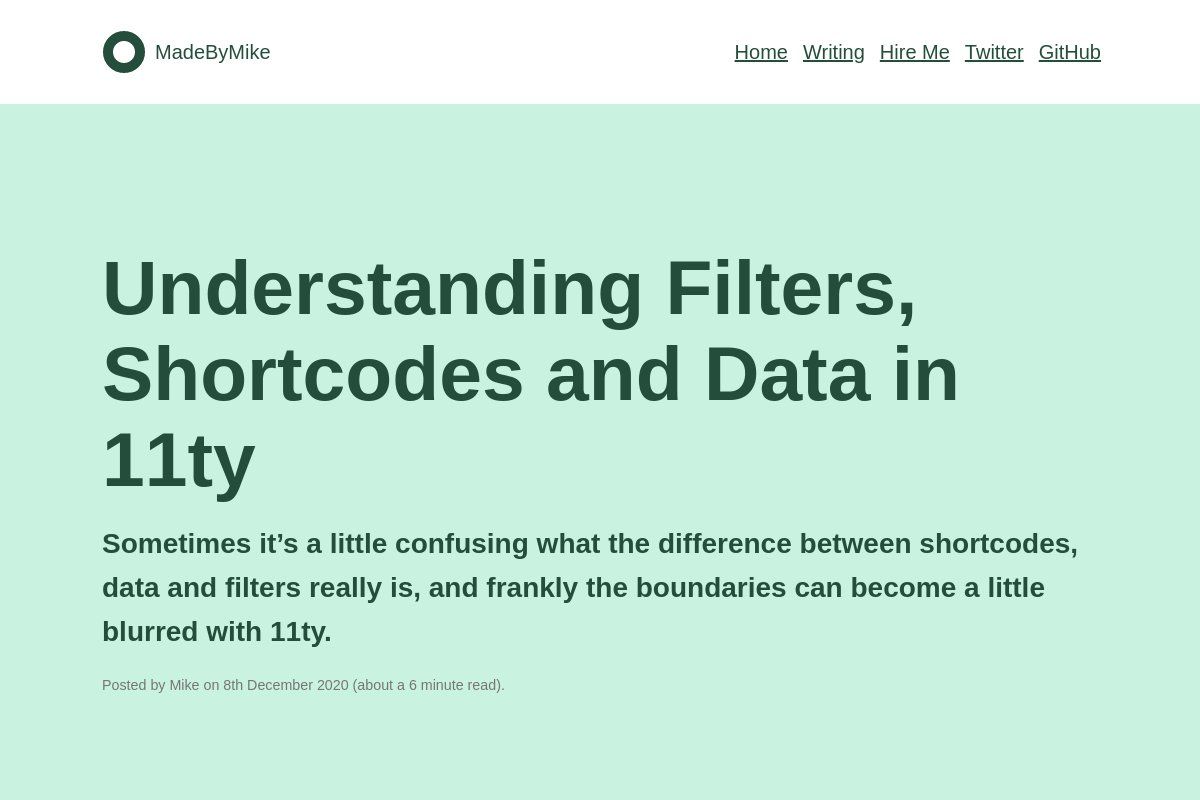 MadeByMike
Home Writing Hire Me Twitter GitHub
Understanding Filters,
Shortcodes and Data in
11ty
Sometimes it’s a little confusing what the difference between shortcodes,
data and filters really is, and frankly the boundaries can become a little
blurred with 11ty.
Posted by Mike on 8th December 2020 (about a 6 minute read).